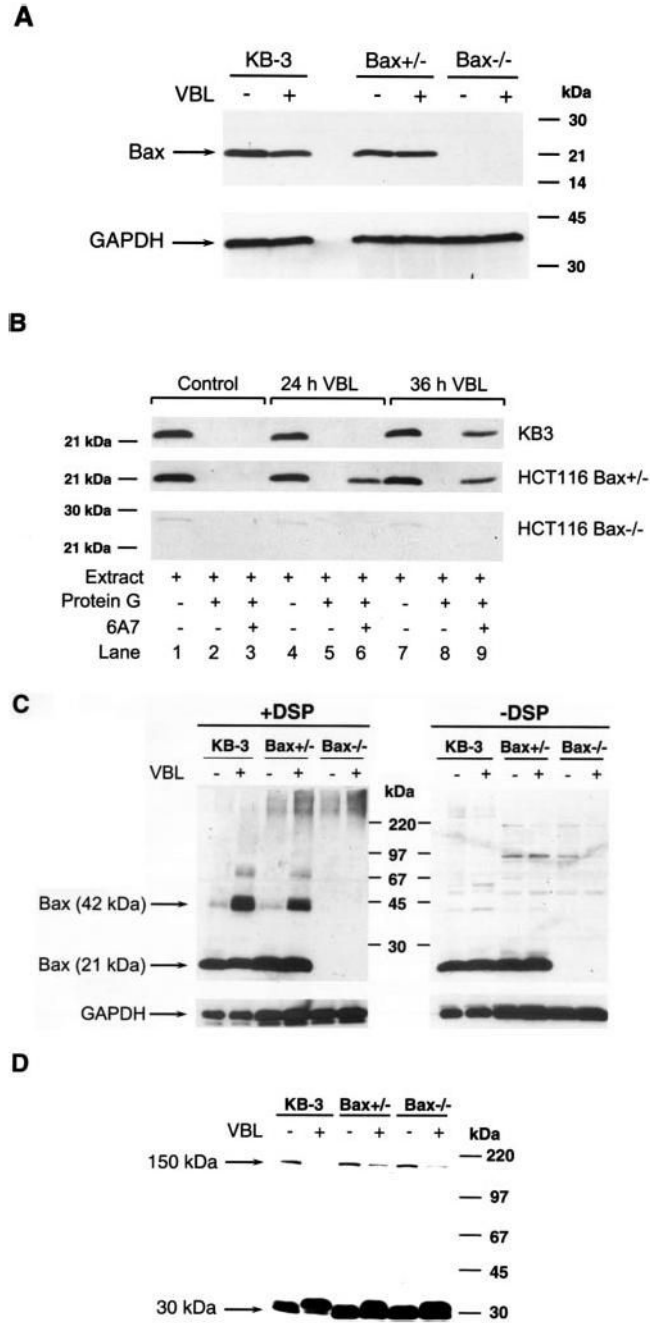 A
KB-3 Bax+/- Bax-/-
VBL - + - + - + kDa
30
Bax 21
14
45
GAPDH
30
B
Control 24 h VBL 36 h VBL
21 kDa KB3
21 kDa HCT116 Bax+/-
30 kDa HCT116 Bax-/-
21 kDa
Extract + + + + + + + + +
Protein G - + + - + + - + +
6A7 - - + - - + - - +
Lane 1 2 3 4 5 6 7 8 9
C
+DSP -DSP
KB-3 Bax+/- Bax-/- KB-3 Bax+/- Bax-/-
VBL - + - + - + kDa - + - + - +
220
97
67
Bax (42 kDa) 45
30
Bax (21 kDa)
GAPDH
D
KB-3 Bax+/- Bax-/-
VBL - + - + - + kDa
150 kDa 220
97
67
45
30 kDa 30